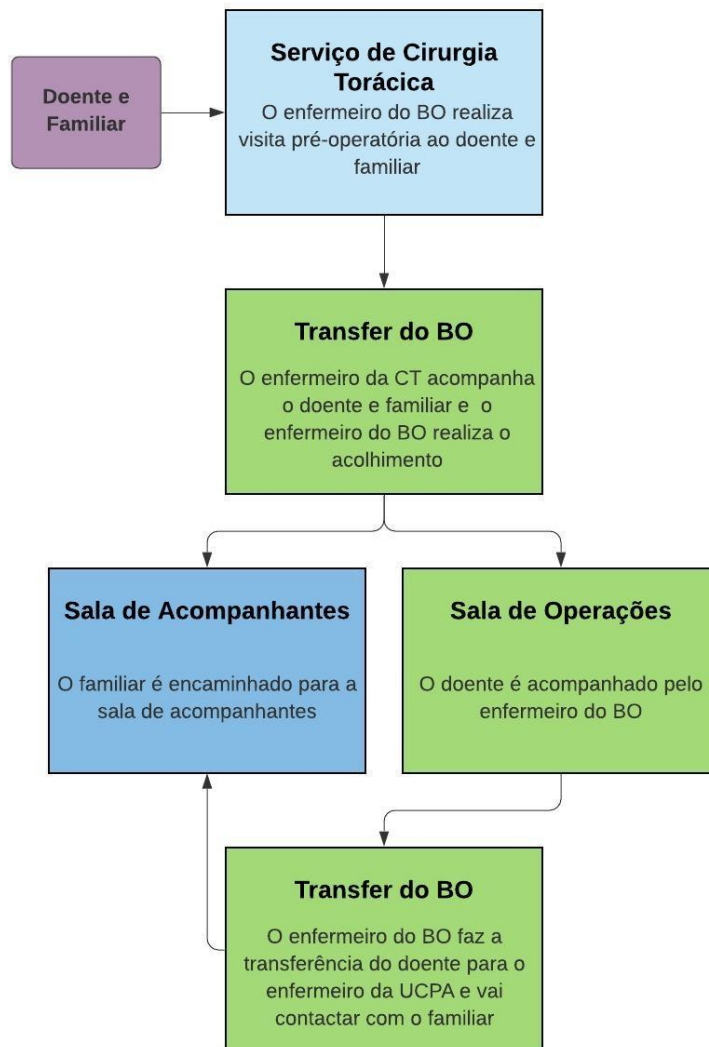 Serviço de Cirurgia
Torácica
O enfermeiro do BO realiza
visita pré-operatória ao doente e
familiar
Doente e
Familiar
Transfer do BO
O enfermeiro da CT acompanha
o doente e familiar e o
enfermeiro do BO realiza o
acolhimento
Sala de Acompanhantes
O familiar é encaminhado para a
sala de acompanhantes
Sala de Operações
O doente é acompanhado pelo
enfermeiro do BO
Transfer do BO
O enfermeiro do BO faz a
transferência do doente para o
enfermeiro da UCPA e vai
contactar com o familiar